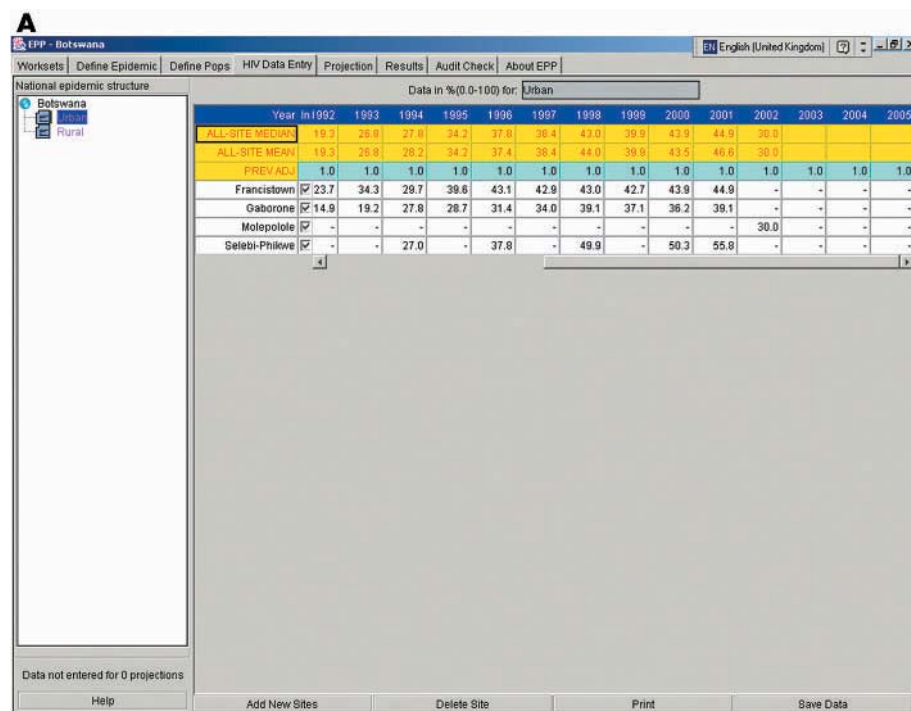 A
EPP - Botswana
EN English (United Kingdom)
Worksets Define Epidemic Define Pops HIV Data Entry Projection Results Audit Check About EPP
National epidemic structure
Botswana
Urban
Rural
Data in %(0.0-100) for: Urban
Year In 1992 1993 1994 1995 1996 1997 1998 1999 2000 2001 2002 2003 2004 2005
ALL-SITE MEDIAN 19.3 26.8 27.8 34.2 37.8 38.4 43.0 39.9 43.9 44.9 30.0
ALL-SITE MEAN 19.3 26.8 28.2 34.2 37.4 38.4 44.0 39.9 43.5 46.6 30.0
PREV ADJ 1.0 1.0 1.0 1.0 1.0 1.0 1.0 1.0 1.0 1.0 1.0 1.0 1.0 1.0
Francistown 23.7 34.3 29.7 39.6 43.1 42.9 43.0 42.7 43.9 44.9 - - - -
Gaborone 14.9 19.2 27.8 28.7 31.4 34.0 39.1 37.1 36.2 39.1 - - - -
Molepolole - - - - - - - - - - 30.0 - - -
Selebi-Phikwe - - 27.0 - 37.8 - 49.9 - 50.3 55.8 - - - -
Data not entered for 0 projections
Help Add New Sites Delete Site Print Save Data